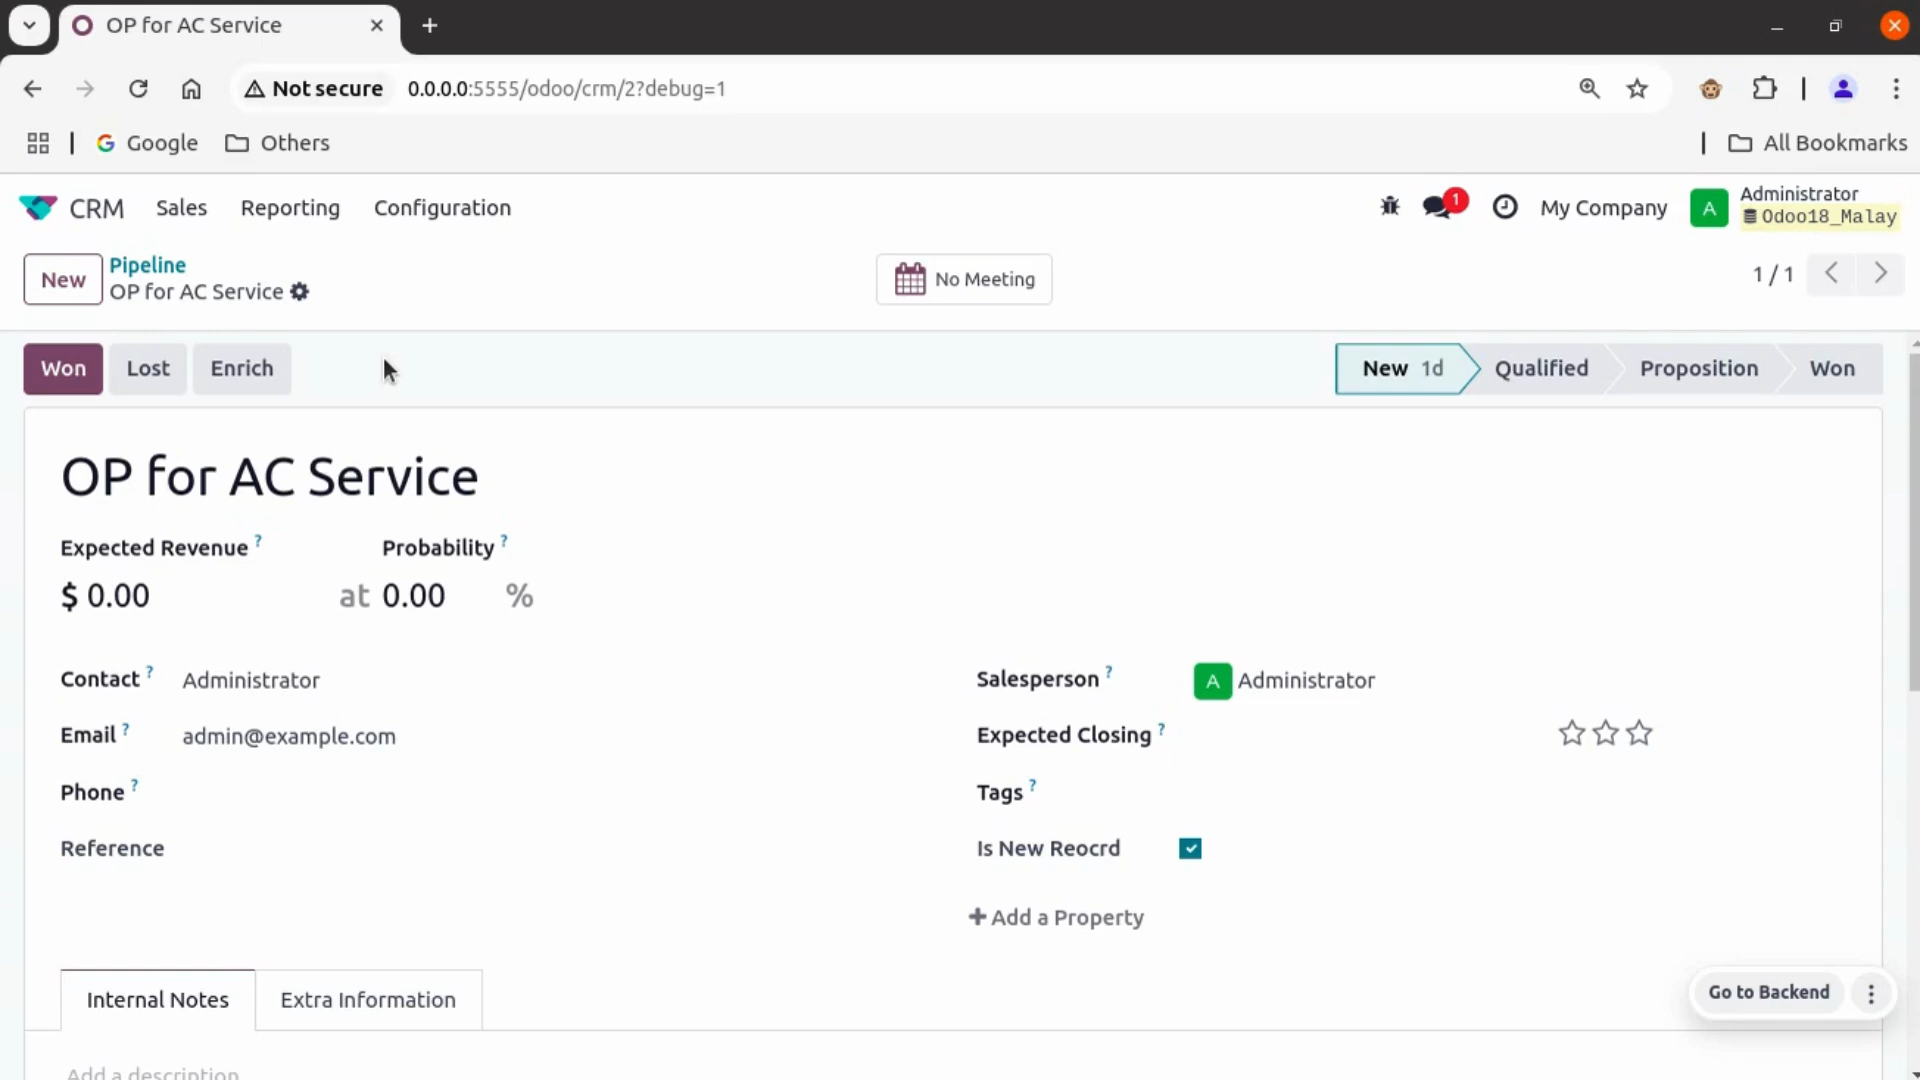 OP for AC Service
Not secure 0.0.0.0:5555/odoo/crm/2?debug=1
Google Others All Bookmarks
CRM Sales Reporting Configuration 1 My Company A Administrator
Odoo18_Malay
New Pipeline
OP for AC Service
No Meeting
1 / 1
Won Lost Enrich New 1d Qualified Proposition Won
OP for AC Service
Expected Revenue ? Probability ?
$ 0.00 at 0.00 %
Contact ? Administrator Salesperson ? A Administrator
Email ? admin@example.com Expected Closing ?
Phone ? Tags ?
Reference Is New Reocrd
Add a Property
Internal Notes Extra Information
Go to Backend
Add a description